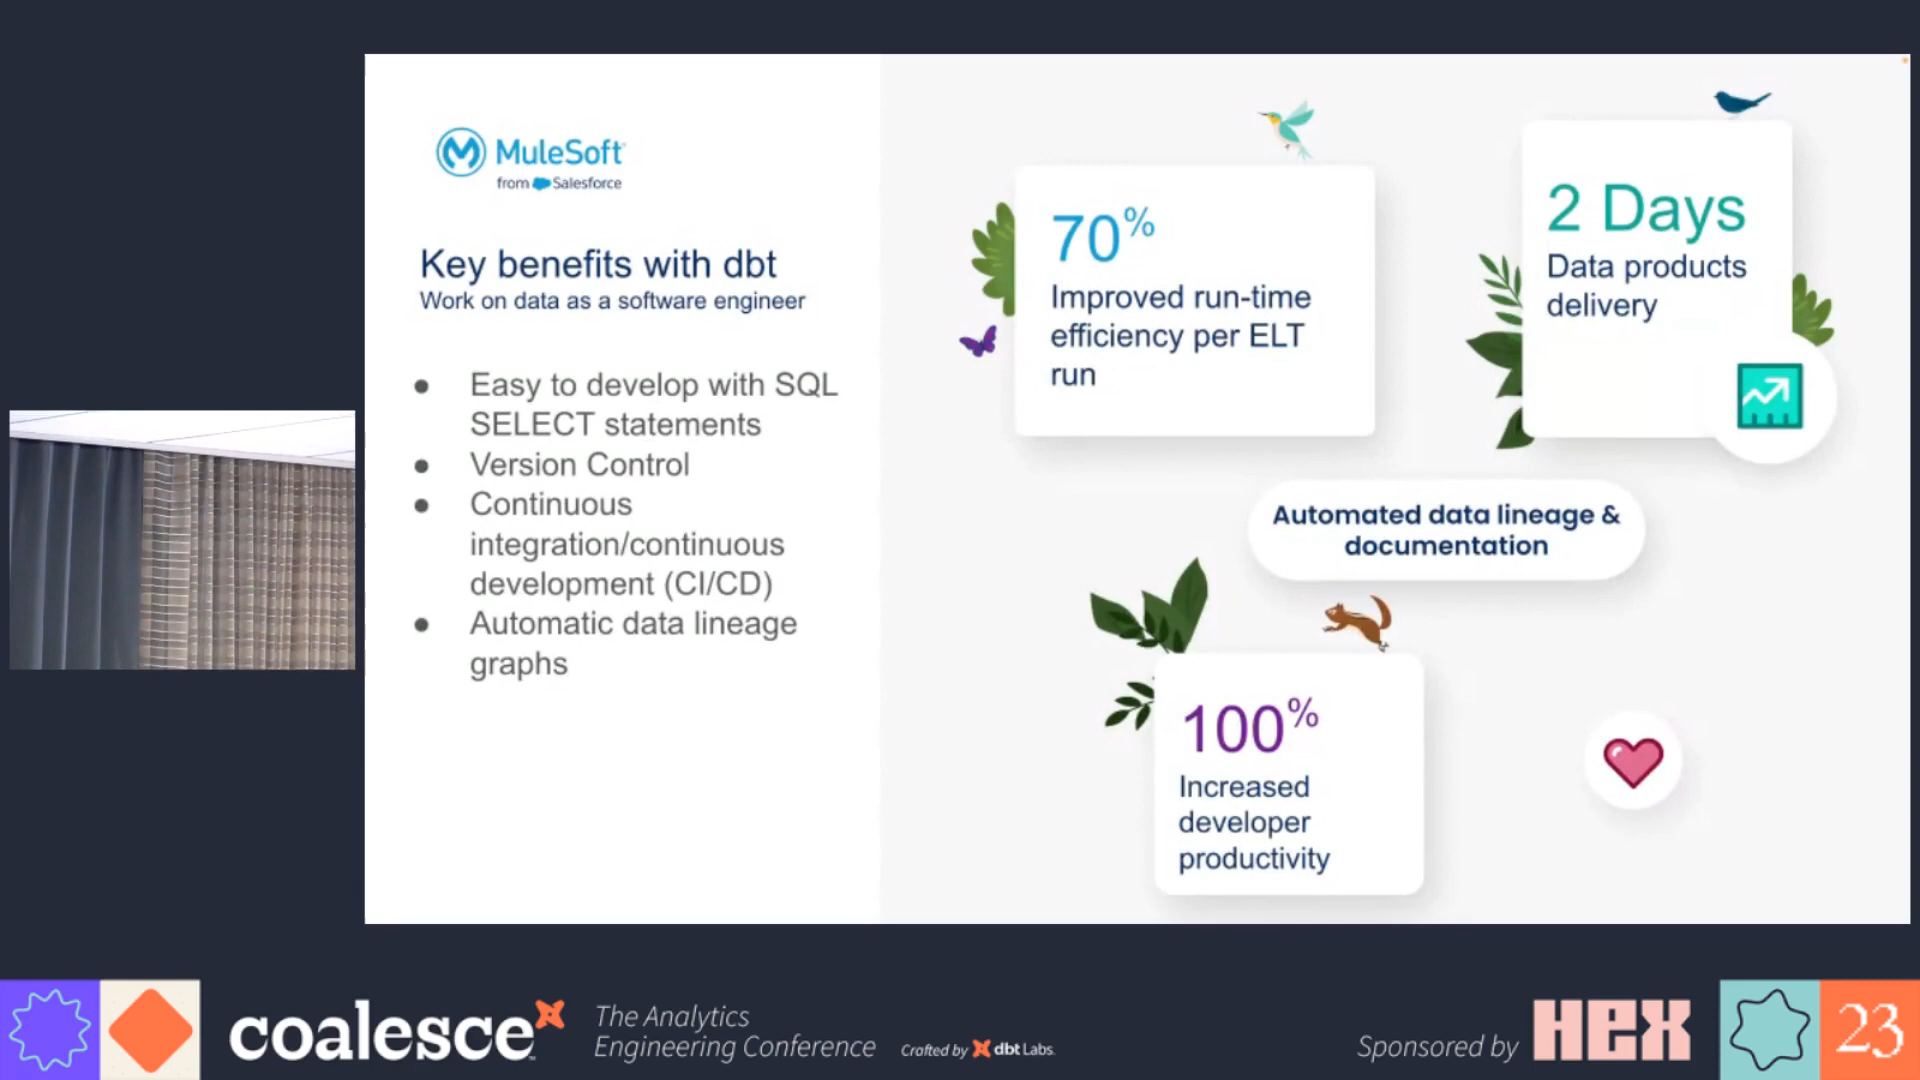 MuleSoft
from Salesforce
Key benefits with dbt
Work on data as a software engineer
● Easy to develop with SQL
SELECT statements
● Version Control
● Continuous
integration/continuous
development (CI/CD)
● Automatic data lineage
graphs
70%
Improved run-time
efficiency per ELT
run
2 Days
Data products
delivery
Automated data lineage &
documentation
100%
Increased
developer
productivity
coalesce
The Analytics
Engineering Conference
Crafted by dbt Labs.
Sponsored by HEX
23